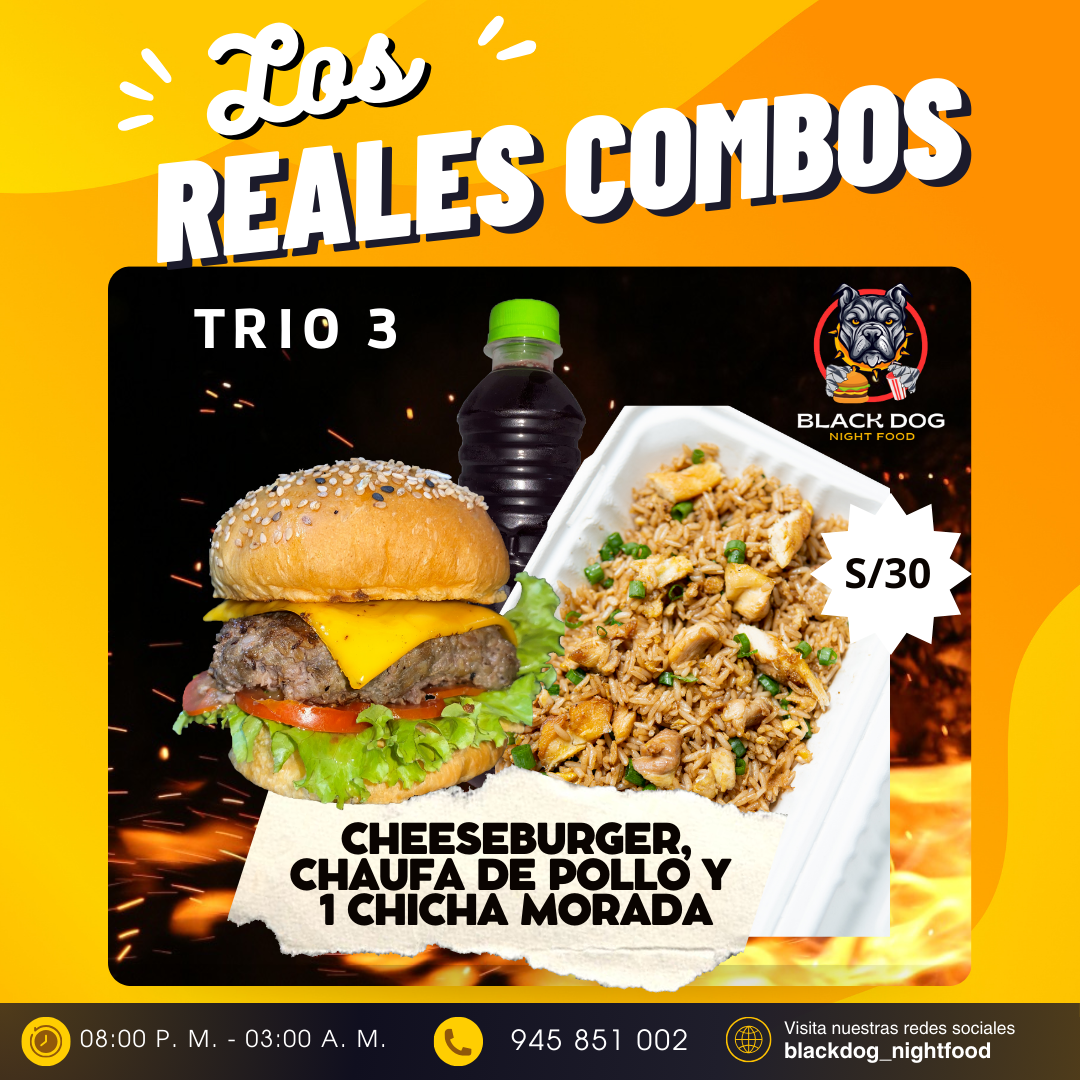 Los
REALES COMBOS
TRIO 3
BLACK DOG
NIGHT FOOD
S/30
CHEESEBURGER,
CHAUFA DE POLLO Y
1 CHICHA MORADA
08:00 P. M. - 03:00 A. M.
945 851 002
Visita nuestras redes sociales
blackdog_nightfood